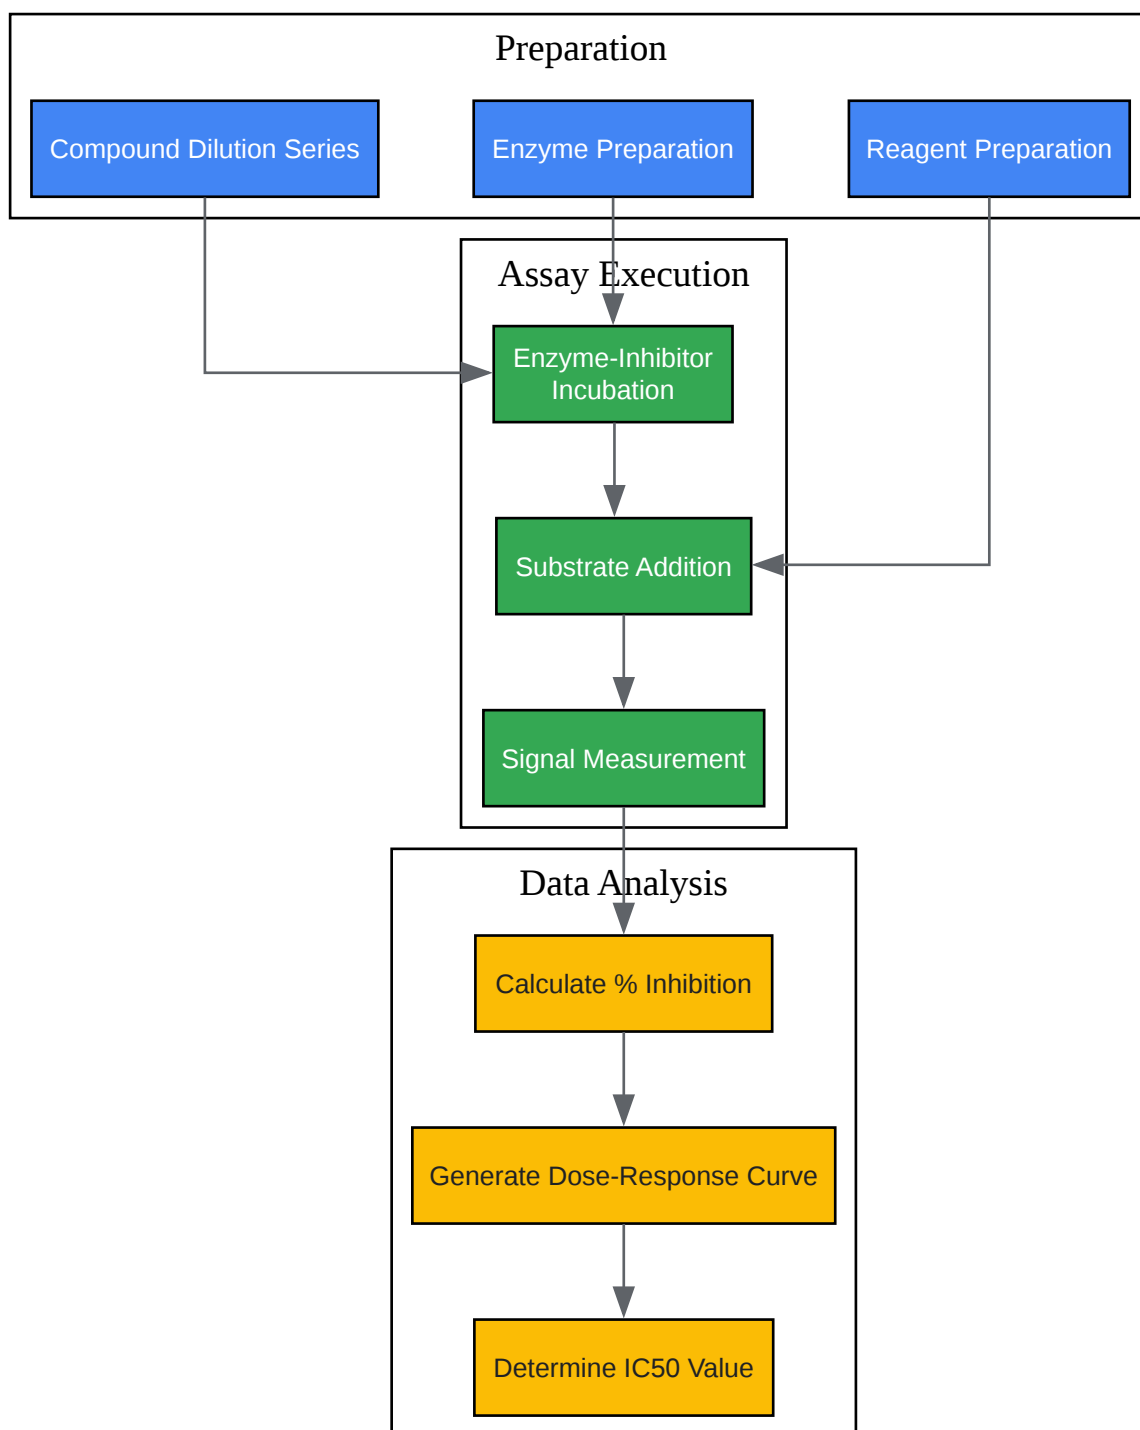 Preparation
Compound Dilution Series
Enzyme Preparation
Reagent Preparation
Assay Execution
Enzyme-Inhibitor
Incubation
Substrate Addition
Signal Measurement
Data Analysis
Calculate % Inhibition
Generate Dose-Response Curve
Determine IC50 Value